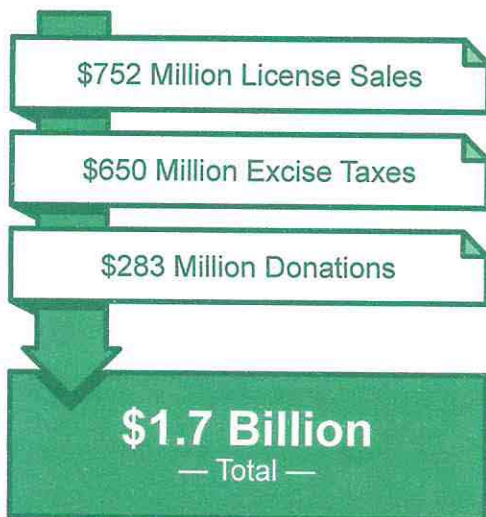 $752 Million License Sales
$650 Million Excise Taxes
$283 Million Donations
$1.7 Billion
— Total —